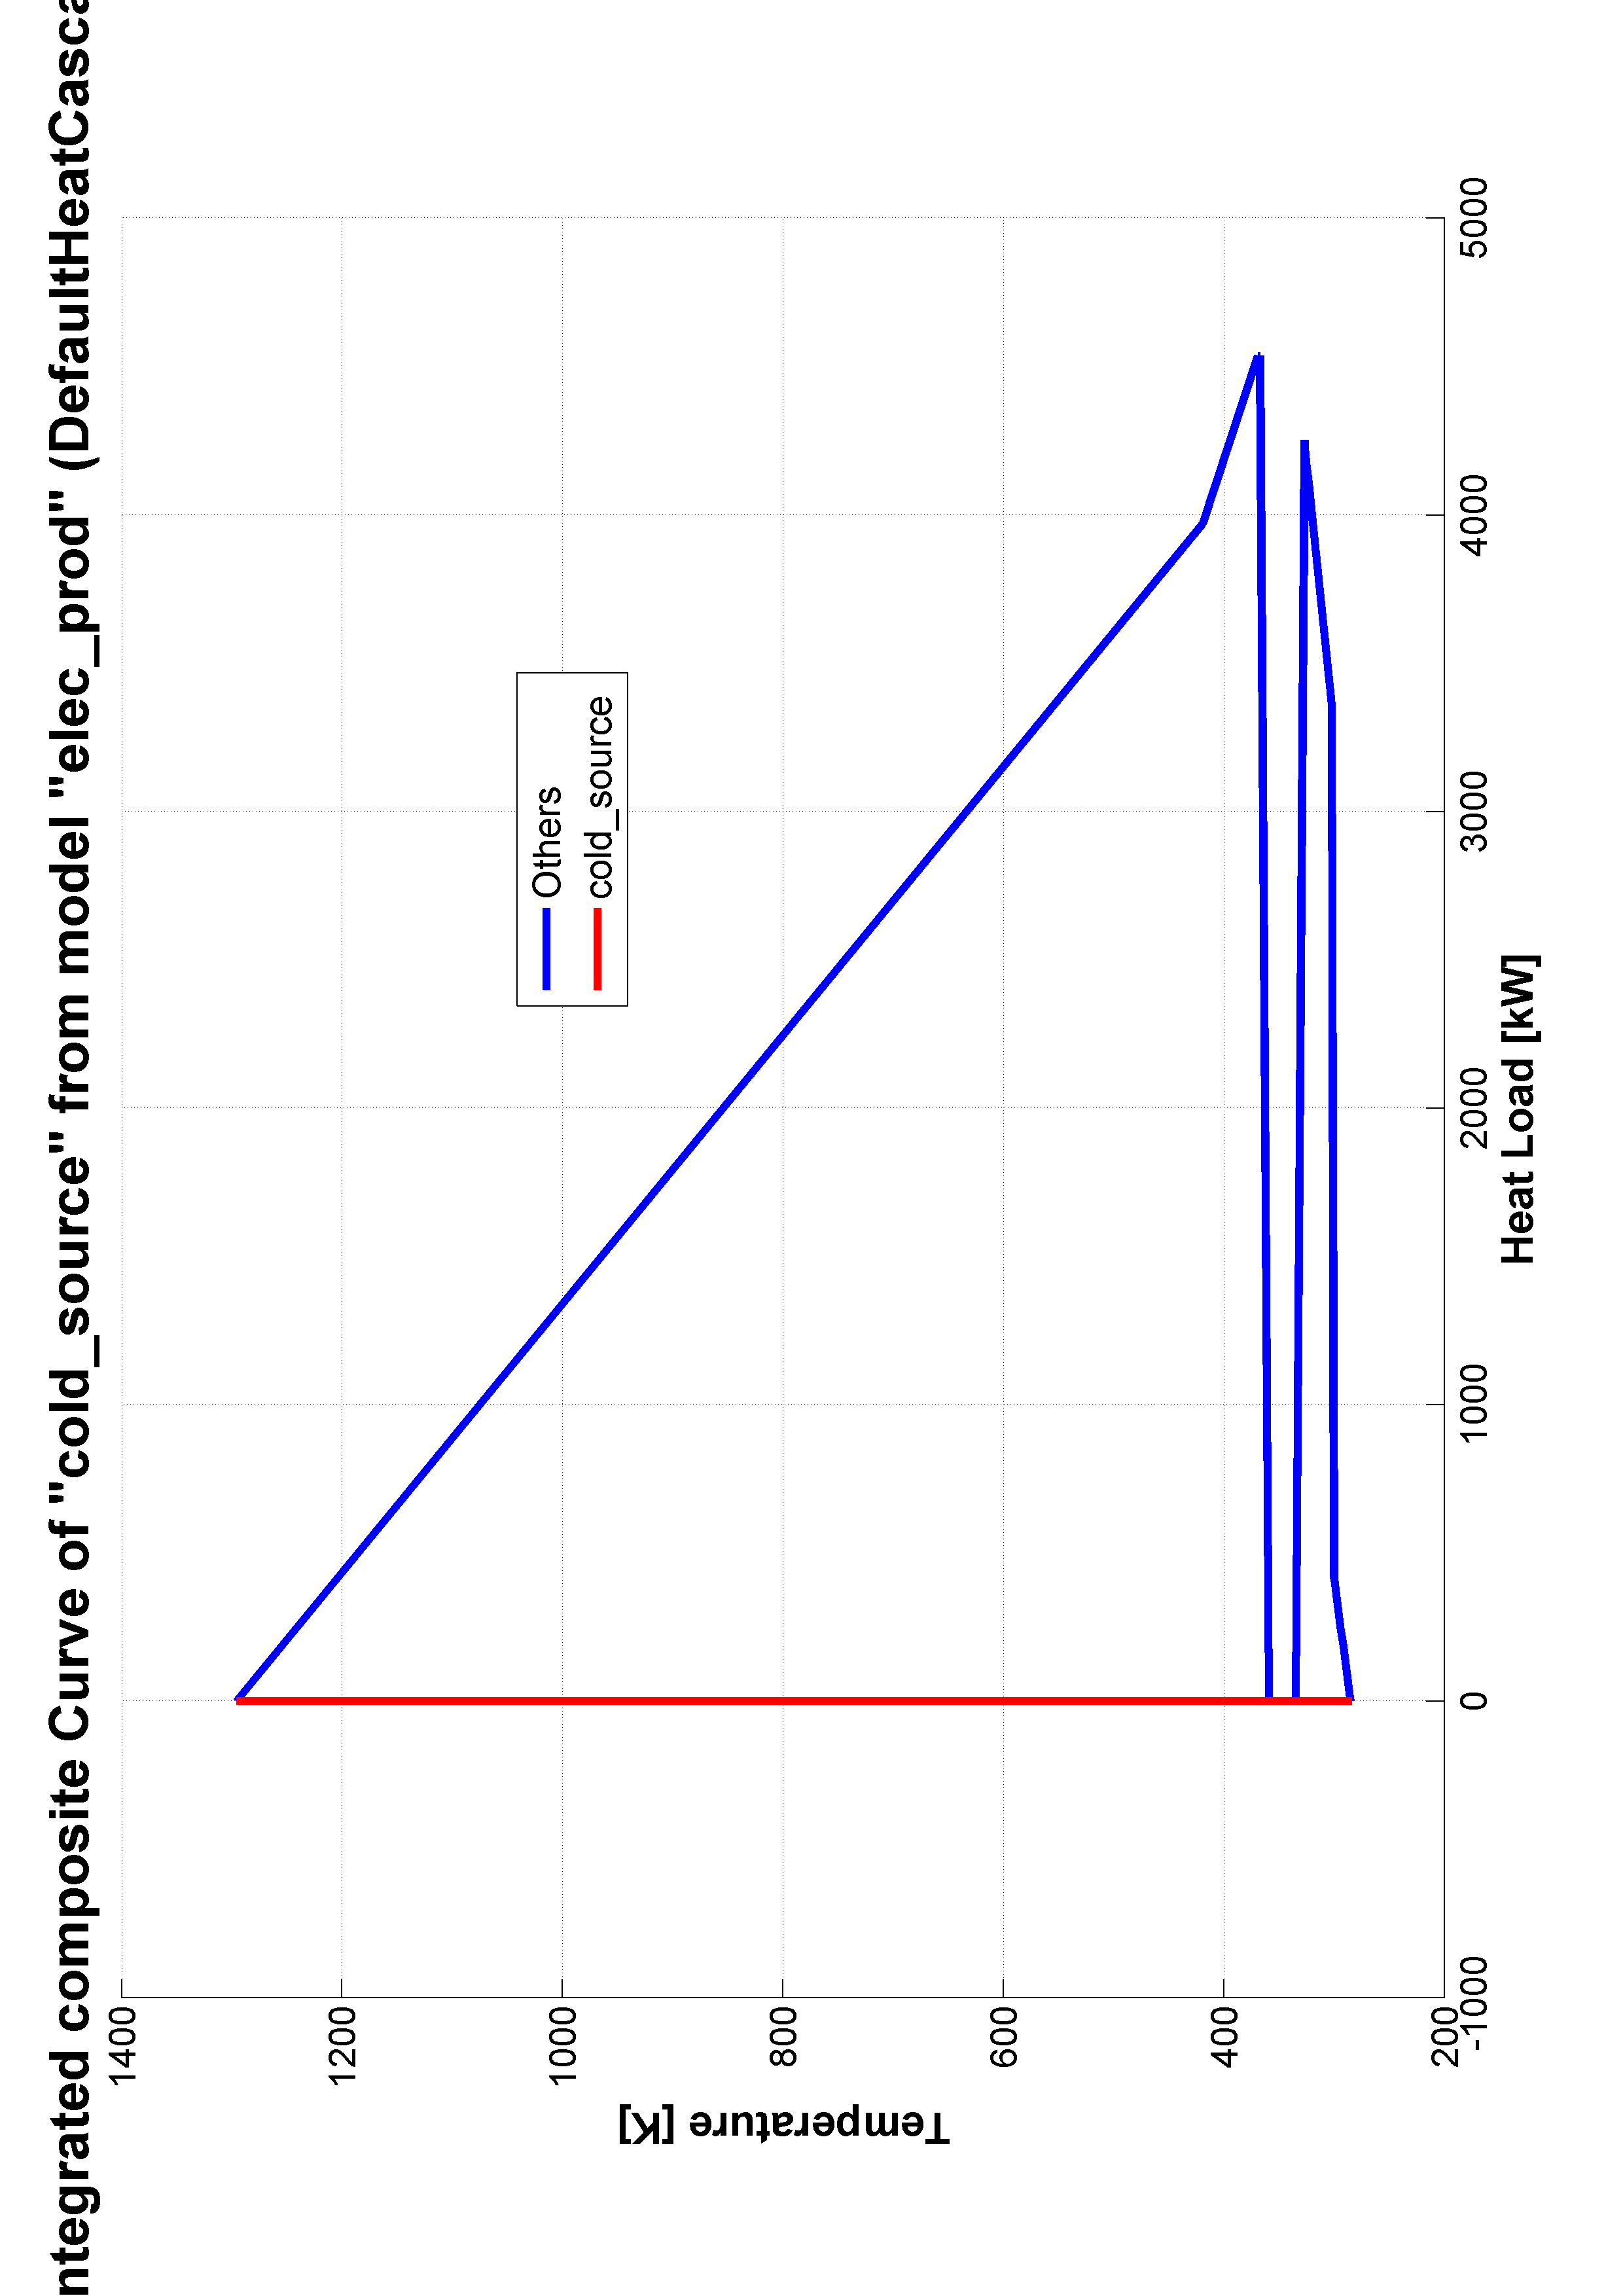 ntegrated composite Curve of "cold_source" from model "elec_prod" (DefaultHeatCasca
1400
1200
1000
800
600
400
200
Temperature [K]
Others
cold_source
-1000
0
1000
2000
3000
4000
5000
Heat Load [kW]